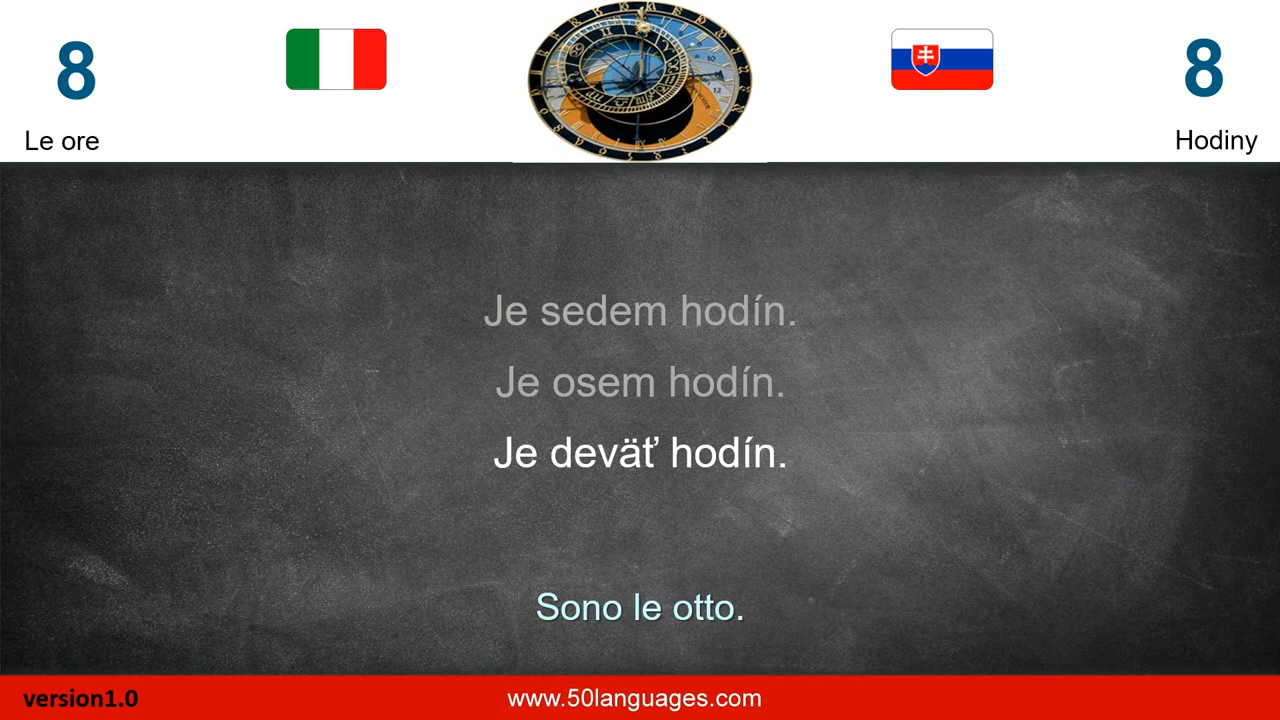 8
8
Le ore
Hodiny
Je sedem hodín.
Je osem hodín.
Je deväť hodín.
Sono le otto.
version1.0
www.50languages.com